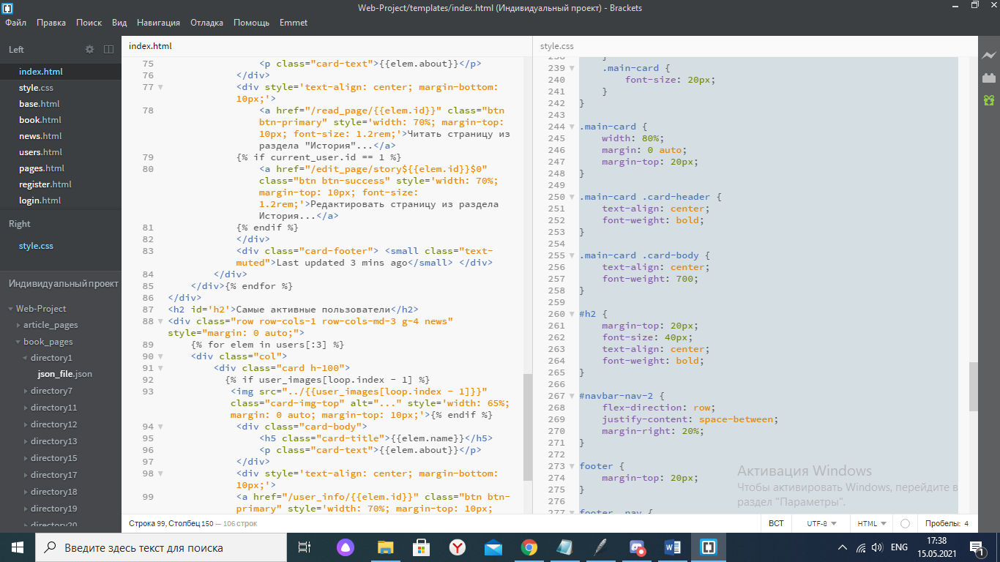 Web-Project/templates/index.html (Индивидуальный проект) - Brackets
Файл Правка Поиск Вид Навигация Отладка Помощь Emmet
Left
index.html
style.css
base.html
book.html
news.html
users.html
pages.html
register.html
login.html
Right
style.css
Индивидуальный проект
Web-Project
article_pages
book_pages
directory1
json_file.json
directory7
directory11
directory12
directory13
directory15
directory17
directory18
directory19
directory20
index.html
75 <p class="card-text">{{elem.about}}</p>
76 </div>
77 <div style='text-align: center; margin-bottom:
10px;'>
78 <a href="/read_page/{{elem.id}}" class="btn
btn-primary" style='width: 70%; margin-top:
10px; font-size: 1.2rem;'>Читать страницу из
раздела "История"...</a>
79 {% if current_user.id == 1 %}
80 <a href="/edit_page/story${{elem.id}}$0"
class="btn btn-success" style='width: 70%;
margin-top: 10px; font-size:
1.2rem;'>Редактировать страницу из раздела
История...</a>
81 {% endif %}
82 </div>
83 <div class="card-footer"> <small class="text-
muted">Last updated 3 mins ago</small> </div>
84 </div>
85 </div>{% endfor %}
86 </div>
87 <h2 id='h2'>Самые активные пользователи</h2>
88 <div class="row row-cols-1 row-cols-md-3 g-4 news"
style="margin: 0 auto;">
89 {% for elem in users[:3] %}
90 <div class="col">
91 <div class="card h-100">
92 {% if user_images[loop.index - 1] %}
93 <img src="../{{user_images[loop.index - 1]}}"
class="card-img-top" alt="..." style='width: 65%;
margin: 0 auto; margin-top: 10px;'>{% endif %}
94 <div class="card-body">
95 <h5 class="card-title">{{elem.name}}</h5>
96 <p class="card-text">{{elem.about}}</p>
97 </div>
98 <div style='text-align: center; margin-bottom:
10px;'>
99 <a href="/user_info/{{elem.id}}" class="btn btn-
primary" style='width: 70%; margin-top: 10px;
style.css
238 }
239 .main-card {
240 font-size: 20px;
241 }
242 }
243
244 .main-card {
245 width: 80%;
246 margin: 0 auto;
247 margin-top: 20px;
248 }
249
250 .main-card .card-header {
251 text-align: center;
252 font-weight: bold;
253 }
254
255 .main-card .card-body {
256 text-align: center;
257 font-weight: 700;
258 }
259
260 #h2 {
261 margin-top: 20px;
262 font-size: 40px;
263 text-align: center;
264 font-weight: bold;
265 }
266
267 #navbar-nav-2 {
268 flex-direction: row;
269 justify-content: space-between;
270 margin-right: 20%;
271 }
272
273 footer {
274 margin-top: 20px;
275 }
276
277 footer .nav {
Активация Windows
Чтобы активировать Windows, перейдите в
раздел "Параметры".
Строка 99, Столбец 150 — 106 строк
ВСТ UTF-8 HTML Пробелы: 4
Введите здесь текст для поиска
ENG
17:38
15.05.2021
1